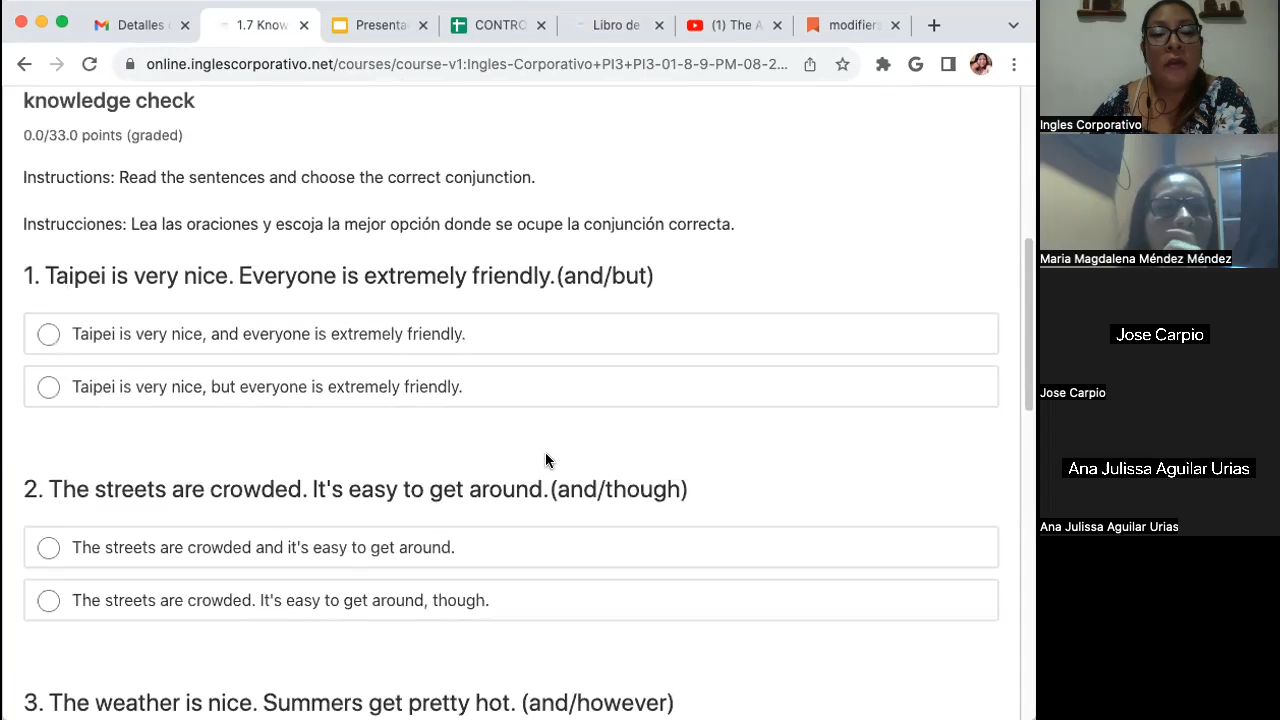 Detalles
1.7 Know
Presenta
CONTRO
Libro de
(1) The A
modifier
online.inglescorporativo.net/courses/course-v1:Ingles-Corporativo+PI3+PI3-01-8-9-PM-08-2...
knowledge check
0.0/33.0 points (graded)
Instructions: Read the sentences and choose the correct conjunction.
Instrucciones: Lea las oraciones y escoja la mejor opción donde se ocupe la conjunción correcta.
1. Taipei is very nice. Everyone is extremely friendly.(and/but)
Taipei is very nice, and everyone is extremely friendly.
Taipei is very nice, but everyone is extremely friendly.
2. The streets are crowded. It's easy to get around.(and/though)
The streets are crowded and it's easy to get around.
The streets are crowded. It's easy to get around, though.
3. The weather is nice. Summers get pretty hot. (and/however)
Ingles Corporativo
Maria Magdalena Méndez Méndez
Jose Carpio
Jose Carpio
Ana Julissa Aguilar Urias
Ana Julissa Aguilar Urias